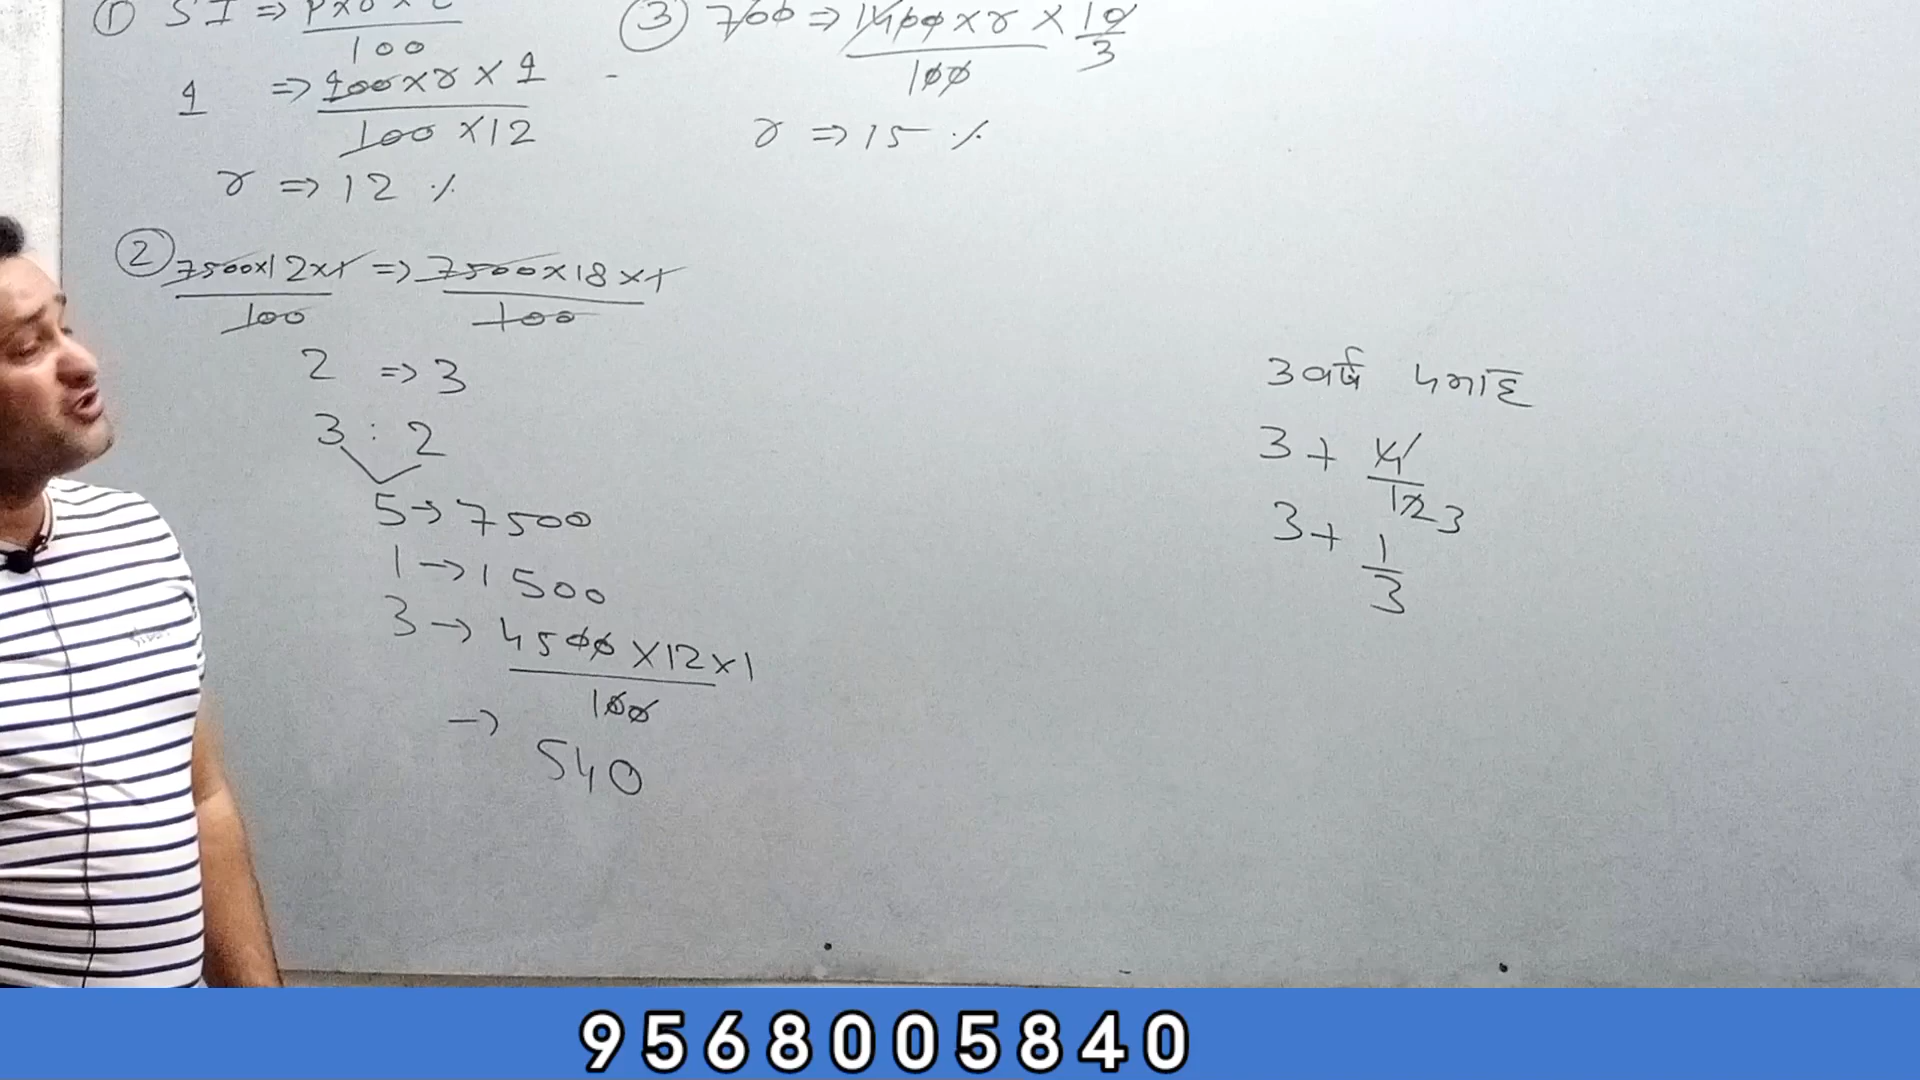 ① SI ⇒ p×r×t
100
1 ⇒ 100×r×1
100×12
r ⇒ 12 %
② 7500×12×1 ⇒ 7500×18×1
100 100
2 ⇒ 3
3 : 2
5 → 7500
1 → 1500
3 → 4500×12×1
100
→ 540
③ 700 ⇒ 1400×r × 10
100 3
r ⇒ 15 %
3 वर्ष 4 माह
3 + 4
12 3
3 + 1
3
9568005840